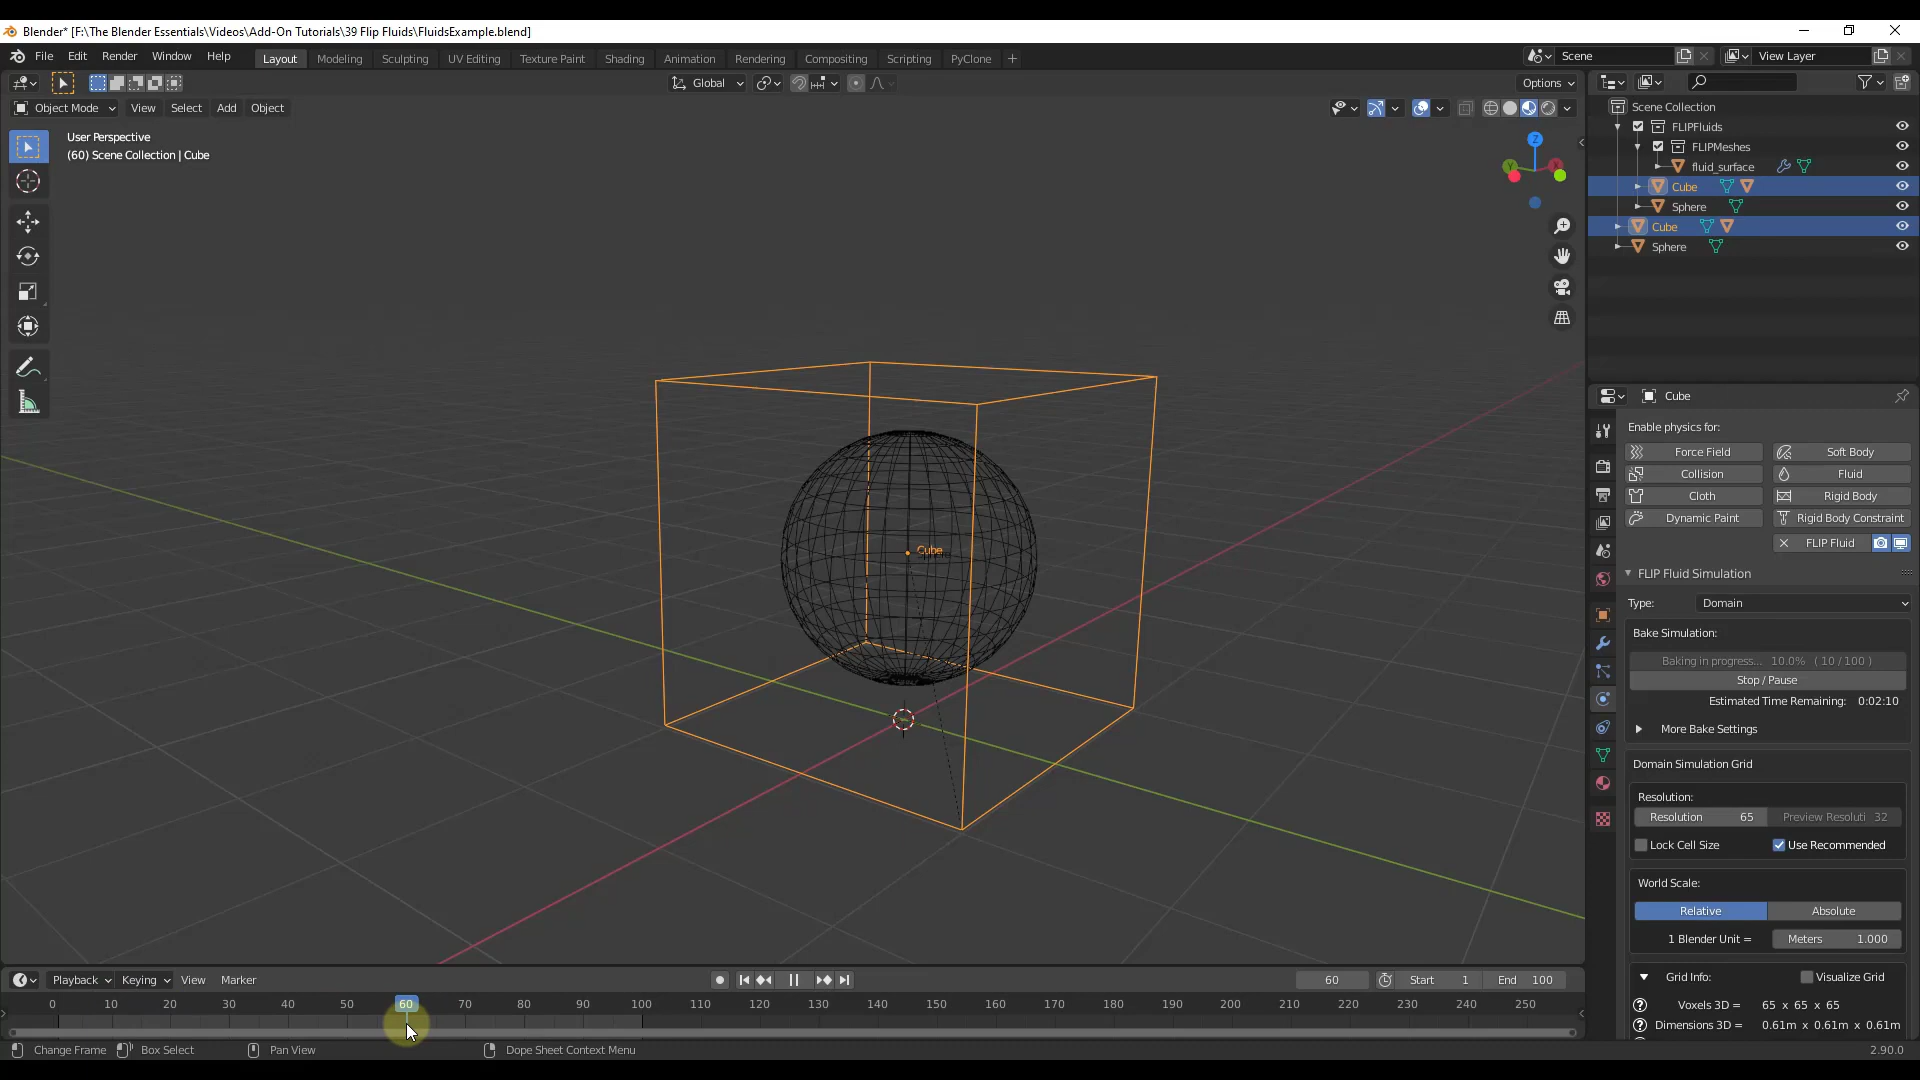 Blender* [F:\The Blender Essentials\Videos\Add-On Tutorials\39 Flip Fluids\FluidsExample.blend]
File Edit Render Window Help
Layout Modeling Sculpting UV Editing Texture Paint Shading Animation Rendering Compositing Scripting PyClone
Scene
View Layer
Global
Options
Object Mode View Select Add Object
User Perspective
(60) Scene Collection | Cube
Z
Y
X
Cube
Scene Collection
FLIPFluids
FLIPMeshes
fluid_surface
Cube
Sphere
Cube
Sphere
Cube
Enable physics for:
Force Field Soft Body
Collision Fluid
Cloth Rigid Body
Dynamic Paint Rigid Body Constraint
FLIP Fluid
FLIP Fluid Simulation
Type: Domain
Bake Simulation:
Baking in progress... 10.0% ( 10 / 100 )
Stop / Pause
Estimated Time Remaining: 0:02:10
More Bake Settings
Domain Simulation Grid
Resolution:
Resolution 65 Preview Resoluti 32
Lock Cell Size Use Recommended
World Scale:
Relative Absolute
1 Blender Unit = Meters 1.000
Grid Info: Visualize Grid
Voxels 3D = 65 x 65 x 65
Dimensions 3D = 0.61m x 0.61m x 0.61m
Playback Keying View Marker
60 Start 1 End 100
0 10 20 30 40 50 60 70 80 90 100 110 120 130 140 150 160 170 180 190 200 210 220 230 240 250
Change Frame Box Select Pan View Dope Sheet Context Menu
2.90.0